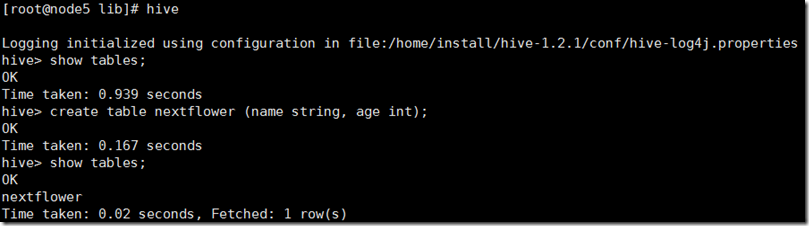 [root@node5 lib]# hive
Logging initialized using configuration in file:/home/install/hive-1.2.1/conf/hive-log4j.properties
hive> show tables;
OK
Time taken: 0.939 seconds
hive> create table nextflower (name string, age int);
OK
Time taken: 0.167 seconds
hive> show tables;
OK
nextflower
Time taken: 0.02 seconds, Fetched: 1 row(s)